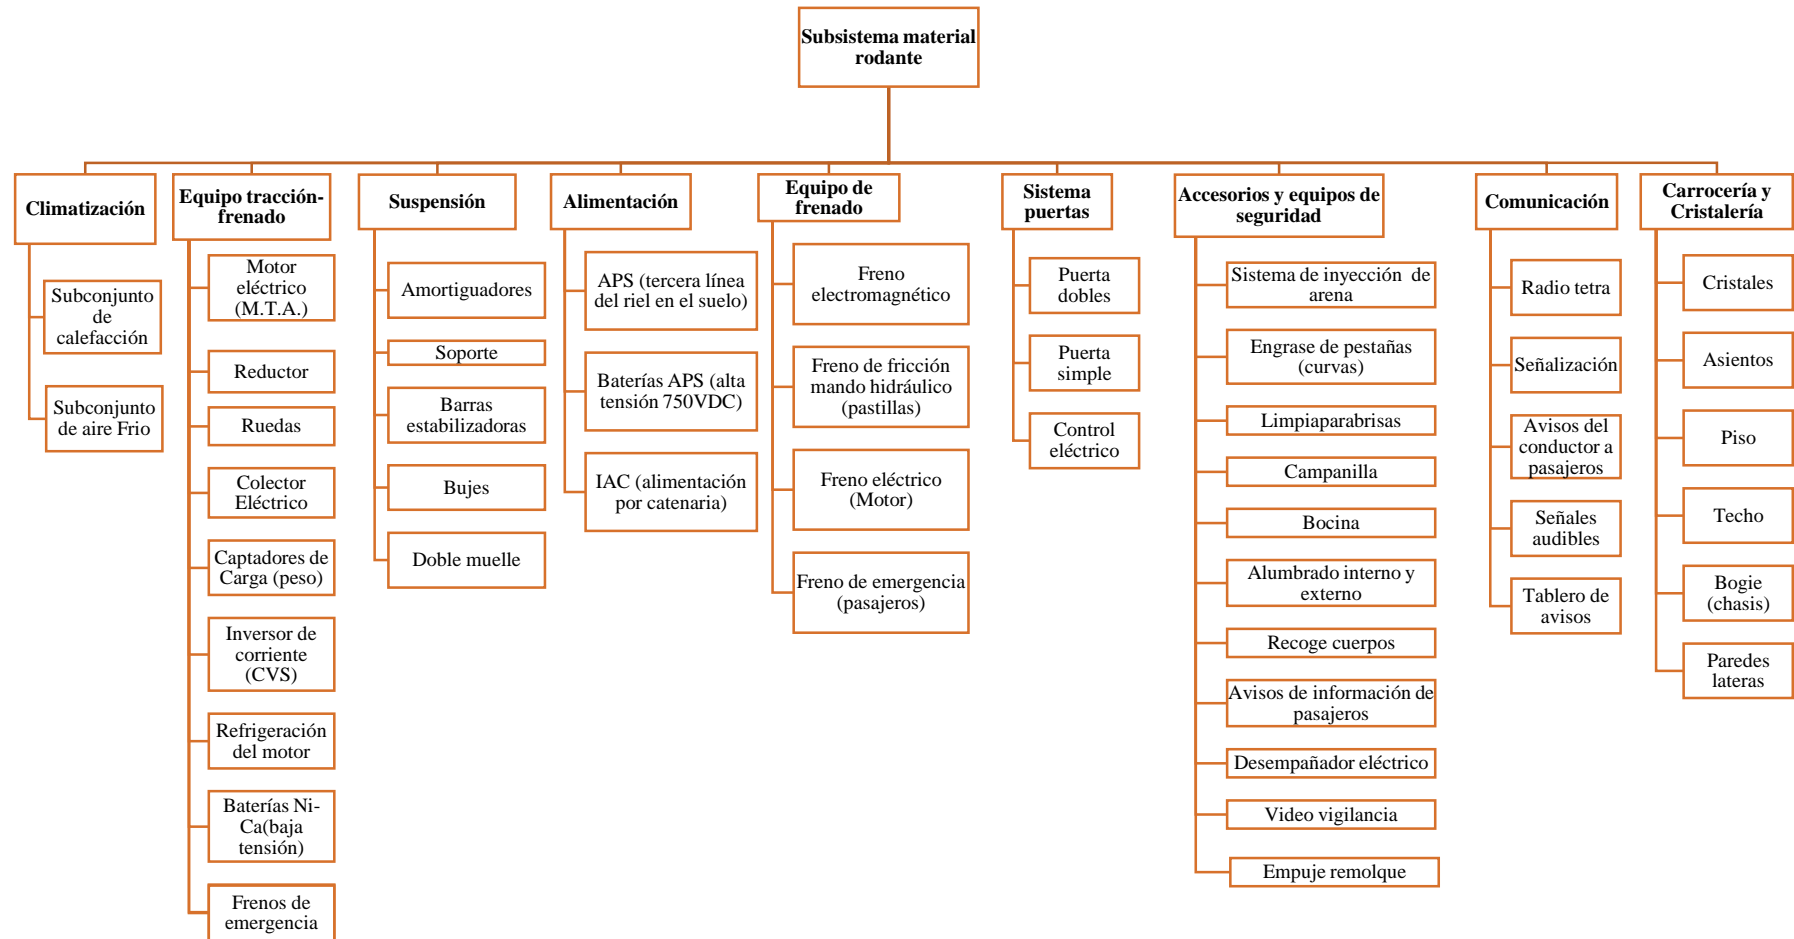 Subsistema material
rodante
Climatización
Subconjunto
de
calefacción
Subconjunto
de aire Frio
Equipo tracción-
frenado
Motor
eléctrico
(M.T.A.)
Reductor
Ruedas
Colector
Eléctrico
Captadores de
Carga (peso)
Inversor de
corriente
(CVS)
Refrigeración
del motor
Baterías Ni-
Ca(baja
tensión)
Frenos de
emergencia
Suspensión
Amortiguadores
Soporte
Barras
estabilizadoras
Bujes
Doble muelle
Alimentación
APS (tercera línea
del riel en el suelo)
Baterías APS (alta
tensión 750VDC)
IAC (alimentación
por catenaria)
Equipo de
frenado
Freno
electromagnético
Freno de fricción
mando hidráulico
(pastillas)
Freno eléctrico
(Motor)
Freno de emergencia
(pasajeros)
Sistema
puertas
Puerta
dobles
Puerta
simple
Control
eléctrico
Accesorios y equipos de
seguridad
Sistema de inyección de
arena
Engrase de pestañas
(curvas)
Limpiaparabrisas
Campanilla
Bocina
Alumbrado interno y
externo
Recoge cuerpos
Avisos de información de
pasajeros
Desempañador eléctrico
Video vigilancia
Empuje remolque
Comunicación
Radio tetra
Señalización
Avisos del
conductor a
pasajeros
Señales
audibles
Tablero de
avisos
Carrocería y
Cristalería
Cristales
Asientos
Piso
Techo
Bogie
(chasis)
Paredes
lateras